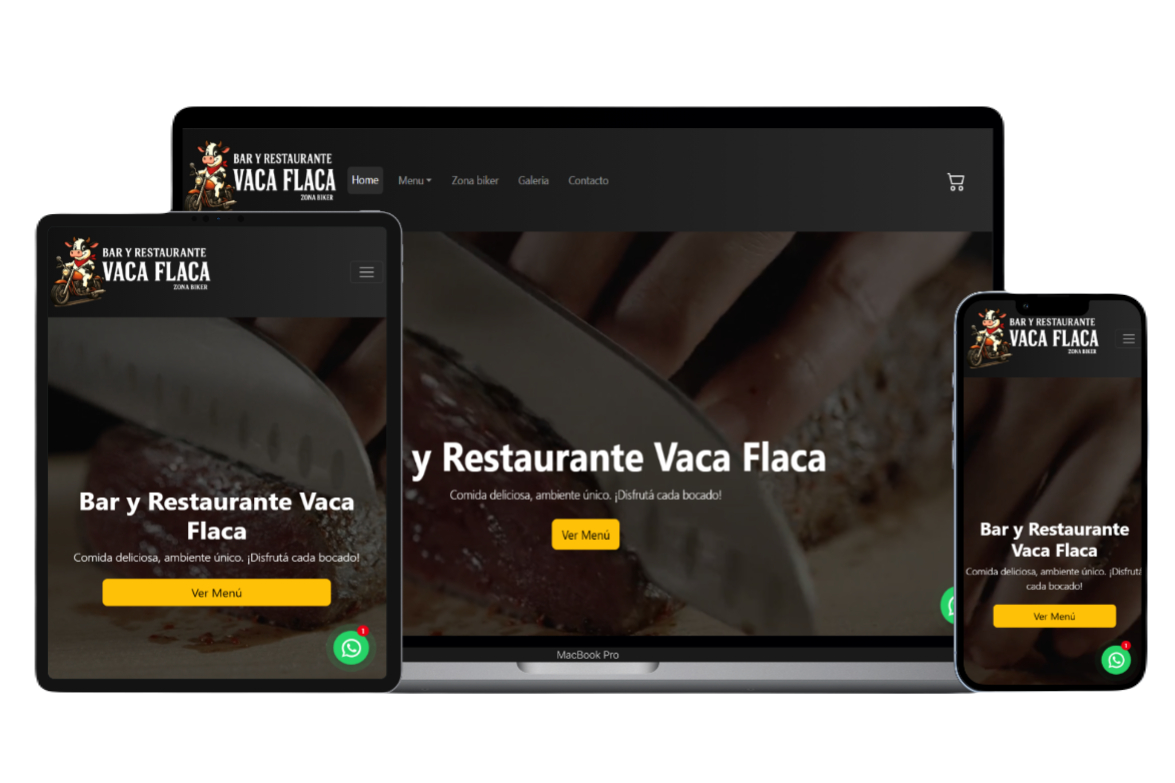 BAR Y RESTAURANTE
VACA FLACA
ZONA BIKER
Home
Menu
Zona biker
Galeria
Contacto
y Restaurante Vaca Flaca
Comida deliciosa, ambiente único. ¡Disfrutá cada bocado!
Ver Menú
MacBook Pro
BAR Y RESTAURANTE
VACA FLACA
ZONA BIKER
Bar y Restaurante Vaca
Flaca
Comida deliciosa, ambiente único. ¡Disfrutá cada bocado!
Ver Menú
1
BAR Y RESTAURANTE
VACA FLACA
ZONA BIKER
Bar y Restaurante
Vaca Flaca
Comida deliciosa, ambiente único. ¡Disfrutá
cada bocado!
Ver Menú
1